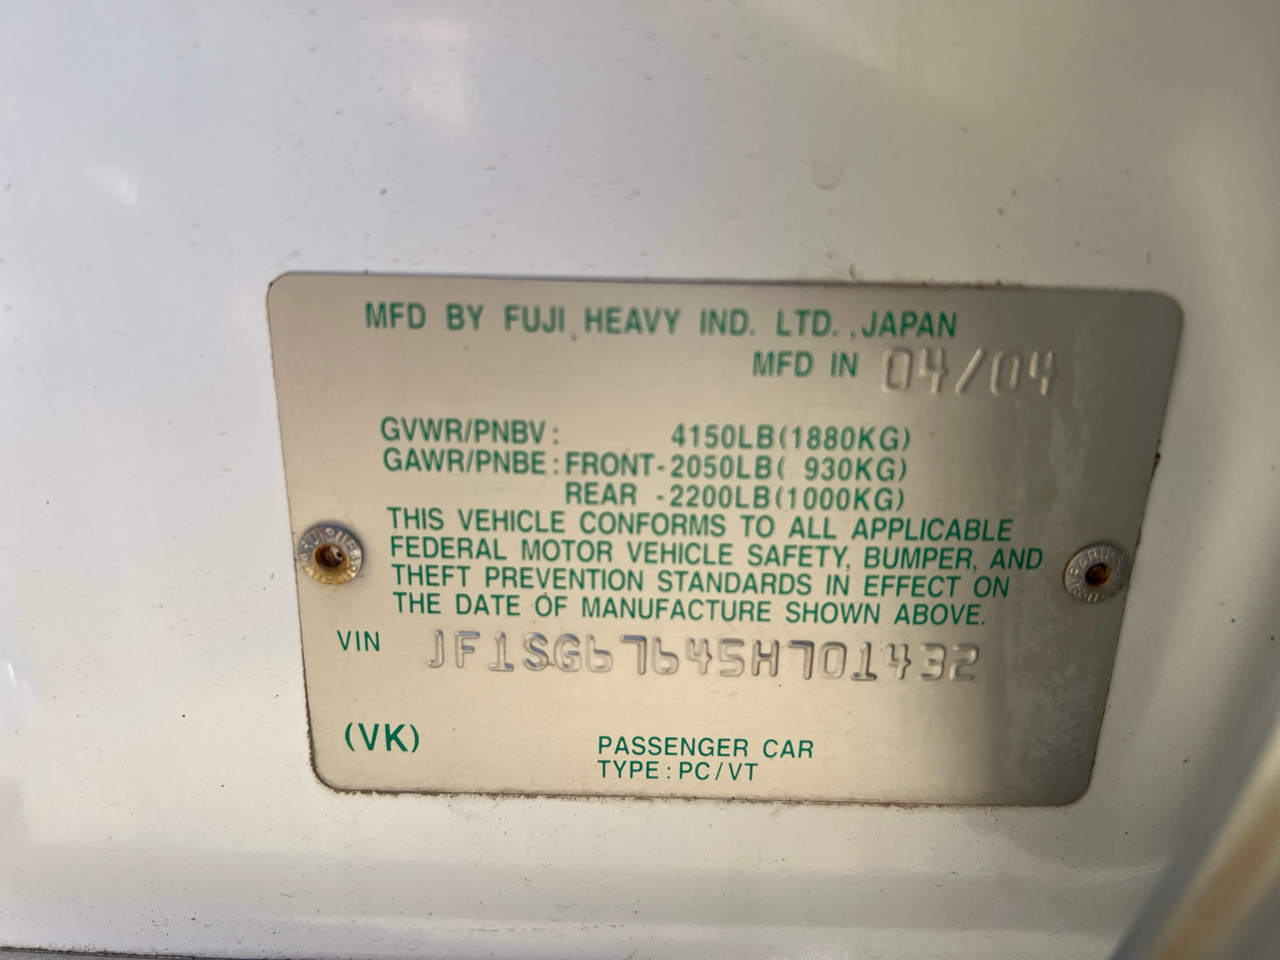 MFD BY FUJI HEAVY IND. LTD., JAPAN
MFD IN 04/04
GVWR/PNBV: 4150LB(1880KG)
GAWR/PNBE: FRONT-2050LB( 930KG)
REAR -2200LB(1000KG)
THIS VEHICLE CONFORMS TO ALL APPLICABLE
FEDERAL MOTOR VEHICLE SAFETY, BUMPER, AND
THEFT PREVENTION STANDARDS IN EFFECT ON
THE DATE OF MANUFACTURE SHOWN ABOVE.
VIN JF1SG67645H701432
(VK) PASSENGER CAR
TYPE: PC/VT